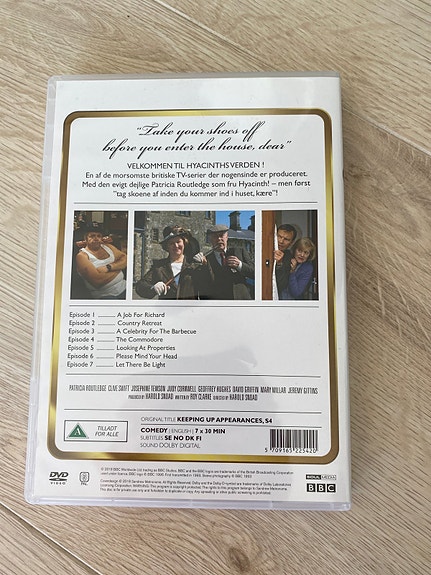 "Take your shoes off
before you enter the house, dear"
VELKOMMEN TIL HYACINTHS VERDEN !
En af de morsomste britiske TV-serier der nogensinde er produceret.
Med den evigt dejlige Patricia Routledge som fru Hyacinth! – men først
"tag skoene af inden du kommer ind i huset, kære"!
Episode 1 .......... A Job For Richard
Episode 2 .......... Country Retreat
Episode 3 .......... A Celebrity For The Barbecue
Episode 4 .......... The Commodore
Episode 5 .......... Looking At Properties
Episode 6 .......... Please Mind Your Head
Episode 7 .......... Let There Be Light
PATRICIA ROUTLEDGE CLIVE SWIFT JOSEPHINE TEWSON JUDY CORNWELL GEOFFREY HUGHES DAVID GRIFFIN MARY MILLAR JEREMY GITTINS
PRODUCED BY HAROLD SNOAD WRITTEN BY ROY CLARKE DIRECTED BY HAROLD SNOAD
A
TILLADT
FOR ALLE
ORIGINAL TITLE KEEPING UP APPEARANCES, S4
COMEDY | ENGLISH | 7 x 30 MIN
SUBTITLES SE NO DK FI
SOUND DOLBY DIGITAL
5 709165 225420
DVD
VIDEO
PAL
BBC